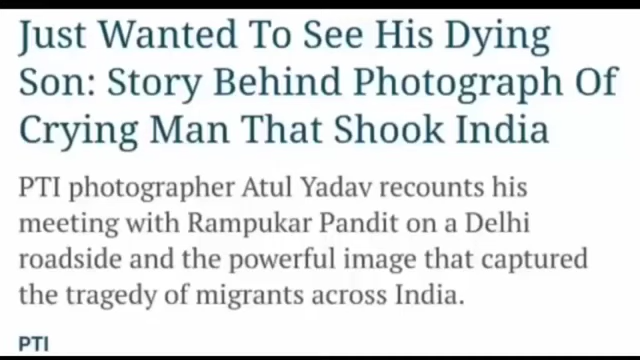 Just Wanted To See His Dying
Son: Story Behind Photograph Of
Crying Man That Shook India
PTI photographer Atul Yadav recounts his
meeting with Rampukar Pandit on a Delhi
roadside and the powerful image that captured
the tragedy of migrants across India.
PTI